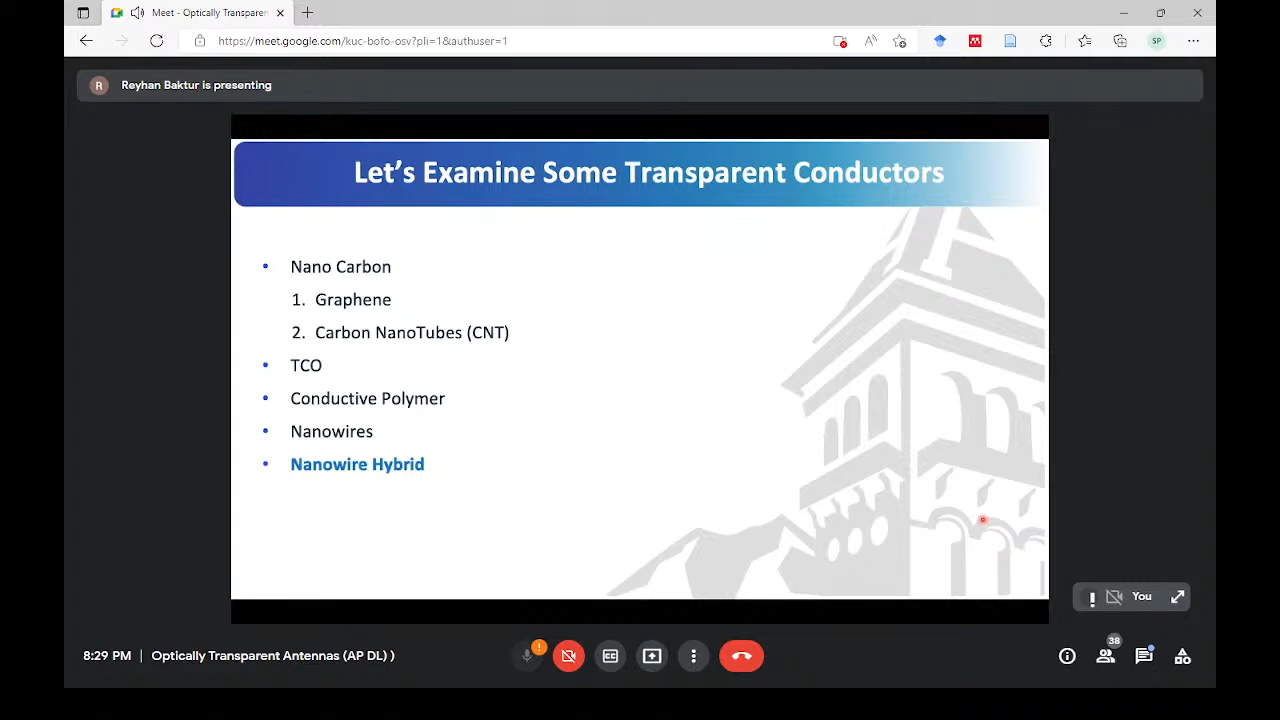 Meet - Optically Transparen
https://meet.google.com/kuc-bofo-osv?pli=1&authuser=1
SP
R
Reyhan Baktur is presenting
Let's Examine Some Transparent Conductors
• Nano Carbon
1. Graphene
2. Carbon NanoTubes (CNT)
• TCO
• Conductive Polymer
• Nanowires
• Nanowire Hybrid
You
38
8:29 PM | Optically Transparent Antennas (AP DL) )